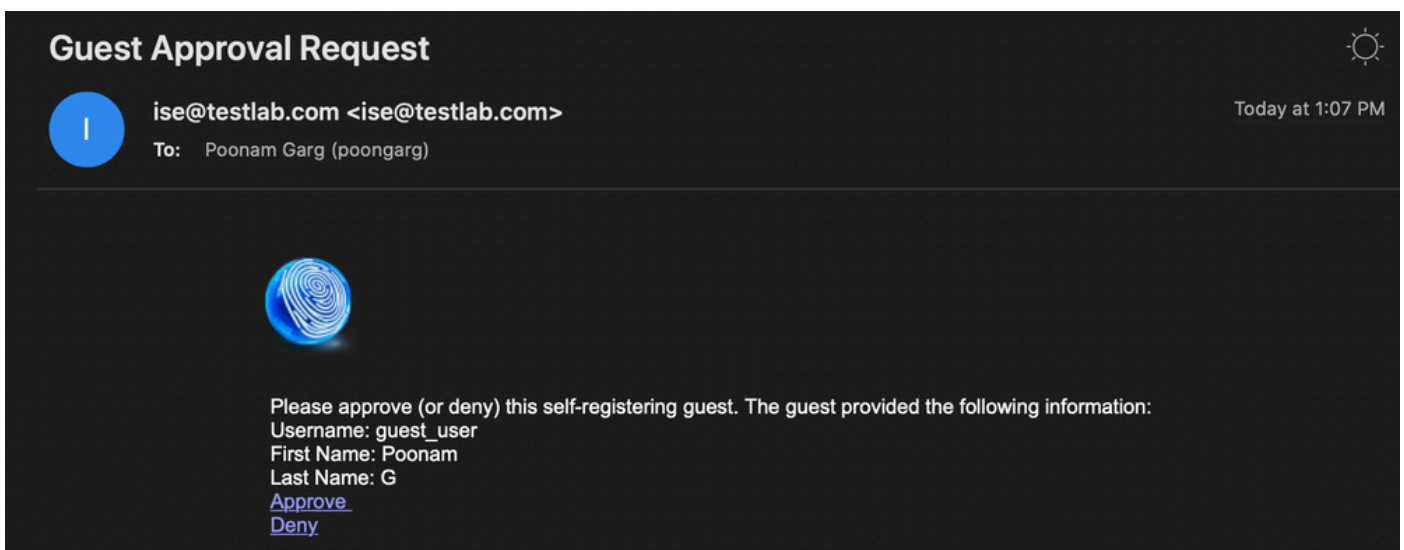 Guest Approval Request
I
ise@testlab.com <ise@testlab.com>
Today at 1:07 PM
To: Poonam Garg (poongarg)
Please approve (or deny) this self-registering guest. The guest provided the following information:
Username: guest_user
First Name: Poonam
Last Name: G
Approve
Deny